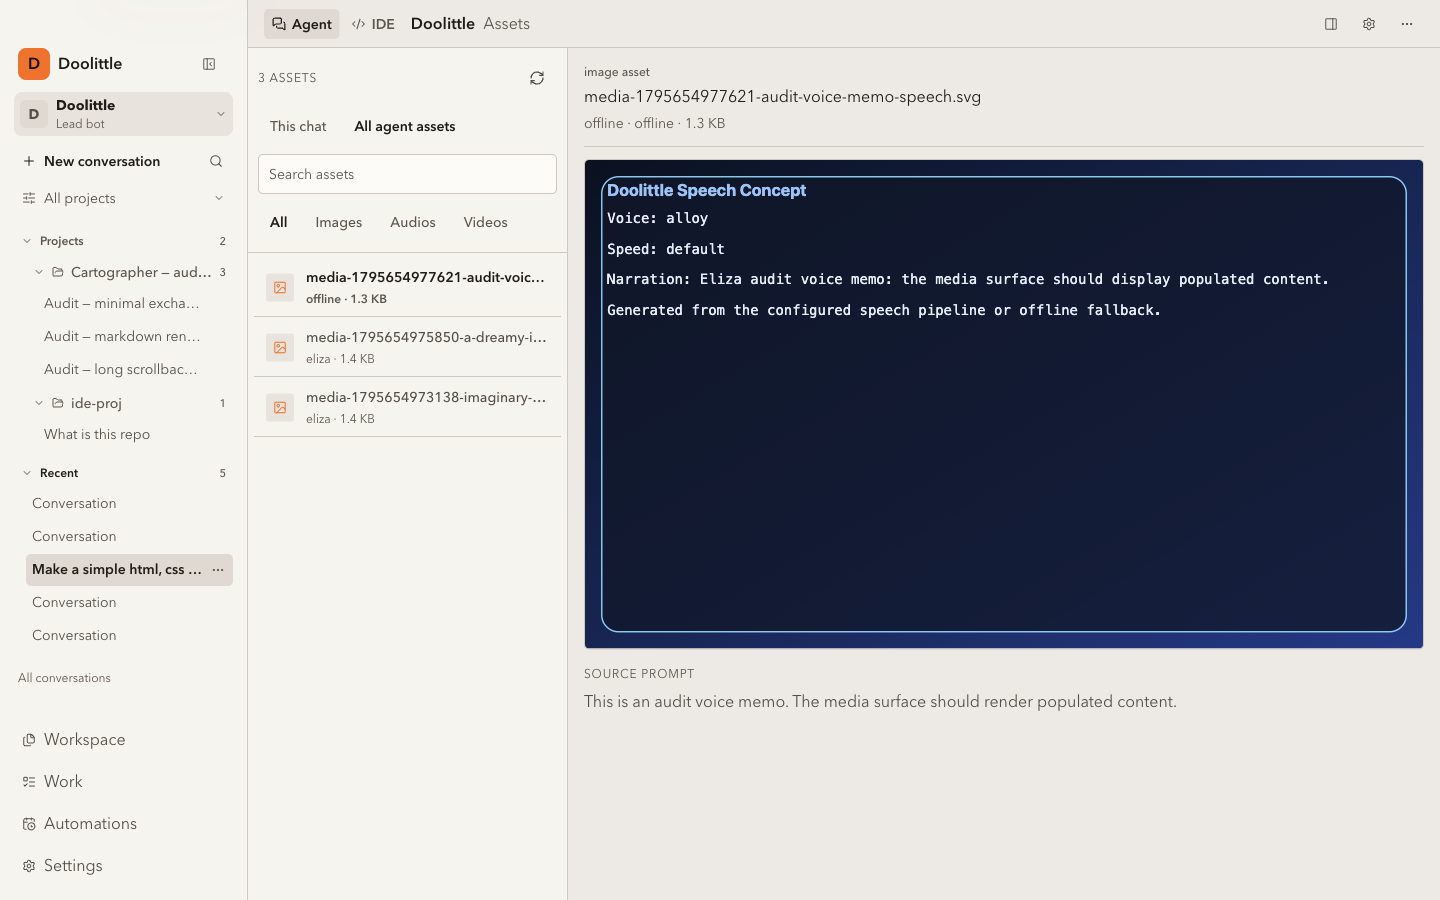 D Doolittle
D Doolittle
Lead bot
New conversation
All projects
Projects 2
Cartographer – aud... 3
Audit – minimal excha...
Audit – markdown ren...
Audit – long scrollbac...
ide-proj 1
What is this repo
Recent 5
Conversation
Conversation
Make a simple html, css ... ...
Conversation
Conversation
All conversations
Workspace
Work
Automations
Settings
Agent </> IDE Doolittle Assets
3 ASSETS
This chat All agent assets
Search assets
All Images Audios Videos
media-1795654977621-audit-voic...
offline · 1.3 KB
media-1795654975850-a-dreamy-i...
eliza · 1.4 KB
media-1795654973138-imaginary-...
eliza · 1.4 KB
image asset
media-1795654977621-audit-voice-memo-speech.svg
offline · offline · 1.3 KB
Doolittle Speech Concept
Voice: alloy
Speed: default
Narration: Eliza audit voice memo: the media surface should display populated content.
Generated from the configured speech pipeline or offline fallback.
SOURCE PROMPT
This is an audit voice memo. The media surface should render populated content.